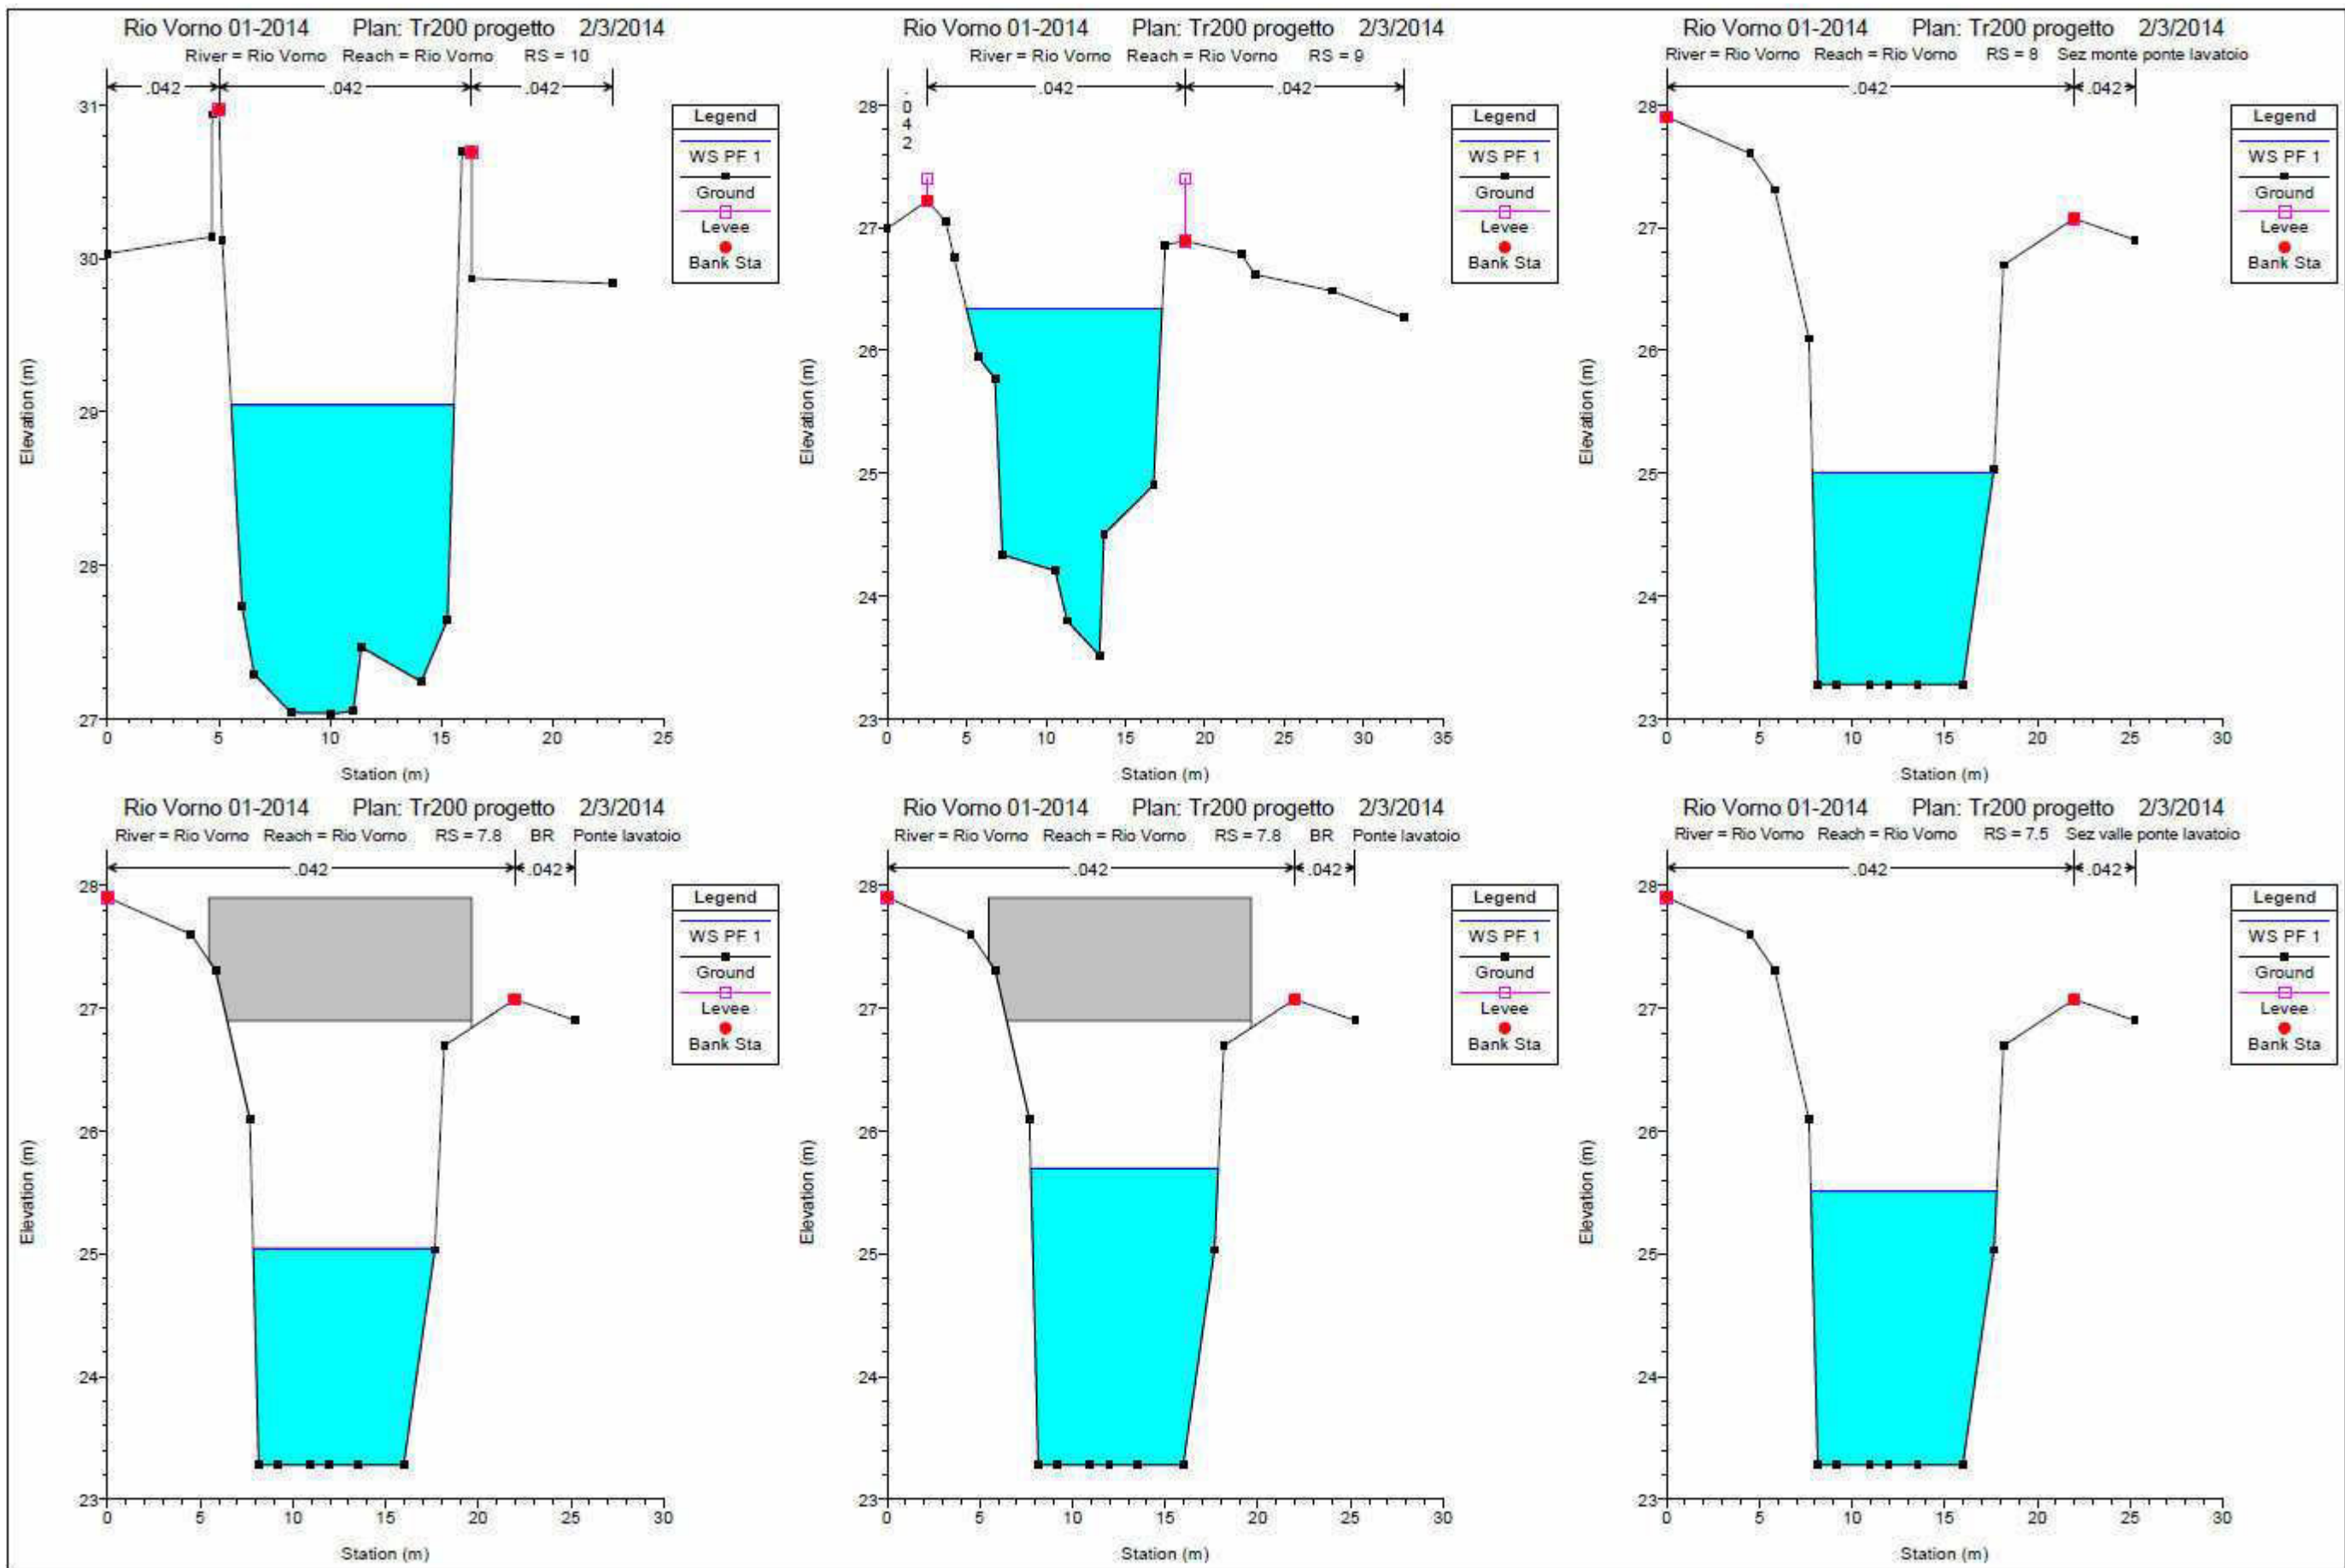 Rio Vorno 01-2014 Plan: Tr200 progetto 2/3/2014
River = Rio Vorno Reach = Rio Vorno RS = 10
.042 .042 .042
31
30
29
28
27
0 5 10 15 20 25
Elevation (m)
Station (m)
Legend
WS PF 1
Ground
Levee
Bank Sta
Rio Vorno 01-2014 Plan: Tr200 progetto 2/3/2014
River = Rio Vorno Reach = Rio Vorno RS = 9
.042 .042 .042
28
27
26
25
24
23
0 5 10 15 20 25 30 35
Elevation (m)
Station (m)
Legend
WS PF 1
Ground
Levee
Bank Sta
Rio Vorno 01-2014 Plan: Tr200 progetto 2/3/2014
River = Rio Vorno Reach = Rio Vorno RS = 8 Sez monte ponte lavatoio
.042 .042
28
27
26
25
24
23
0 5 10 15 20 25 30
Elevation (m)
Station (m)
Legend
WS PF 1
Ground
Levee
Bank Sta
Rio Vorno 01-2014 Plan: Tr200 progetto 2/3/2014
River = Rio Vorno Reach = Rio Vorno RS = 7.8 BR Ponte lavatoio
.042 .042
28
27
26
25
24
23
0 5 10 15 20 25 30
Elevation (m)
Station (m)
Legend
WS PF 1
Ground
Levee
Bank Sta
Rio Vorno 01-2014 Plan: Tr200 progetto 2/3/2014
River = Rio Vorno Reach = Rio Vorno RS = 7.8 BR Ponte lavatoio
.042 .042
28
27
26
25
24
23
0 5 10 15 20 25 30
Elevation (m)
Station (m)
Legend
WS PF 1
Ground
Levee
Bank Sta
Rio Vorno 01-2014 Plan: Tr200 progetto 2/3/2014
River = Rio Vorno Reach = Rio Vorno RS = 7.5 Sez valle ponte lavatoio
.042 .042
28
27
26
25
24
23
0 5 10 15 20 25 30
Elevation (m)
Station (m)
Legend
WS PF 1
Ground
Levee
Bank Sta